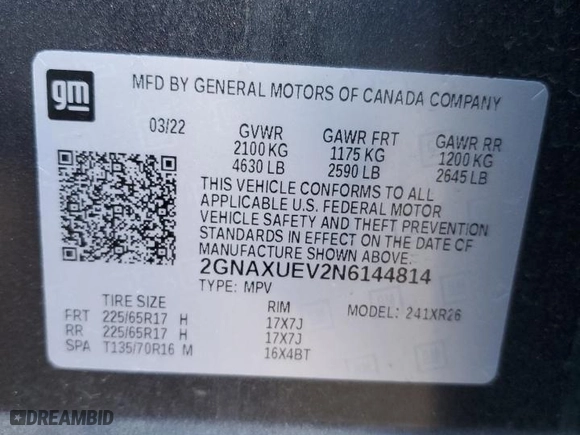 gm
MFD BY GENERAL MOTORS OF CANADA COMPANY
03/22 GVWR GAWR FRT GAWR RR
2100 KG 1175 KG 1200 KG
4630 LB 2590 LB 2645 LB
THIS VEHICLE CONFORMS TO ALL
APPLICABLE U.S. FEDERAL MOTOR
VEHICLE SAFETY AND THEFT PREVENTION
STANDARDS IN EFFECT ON THE DATE OF
MANUFACTURE SHOWN ABOVE.
2GNAXUEV2N6144814
TYPE: MPV
TIRE SIZE RIM MODEL: 241XR26
FRT 225/65R17 H 17X7J
RR 225/65R17 H 17X7J
SPA T135/70R16 M 16X4BT
DREAMBID